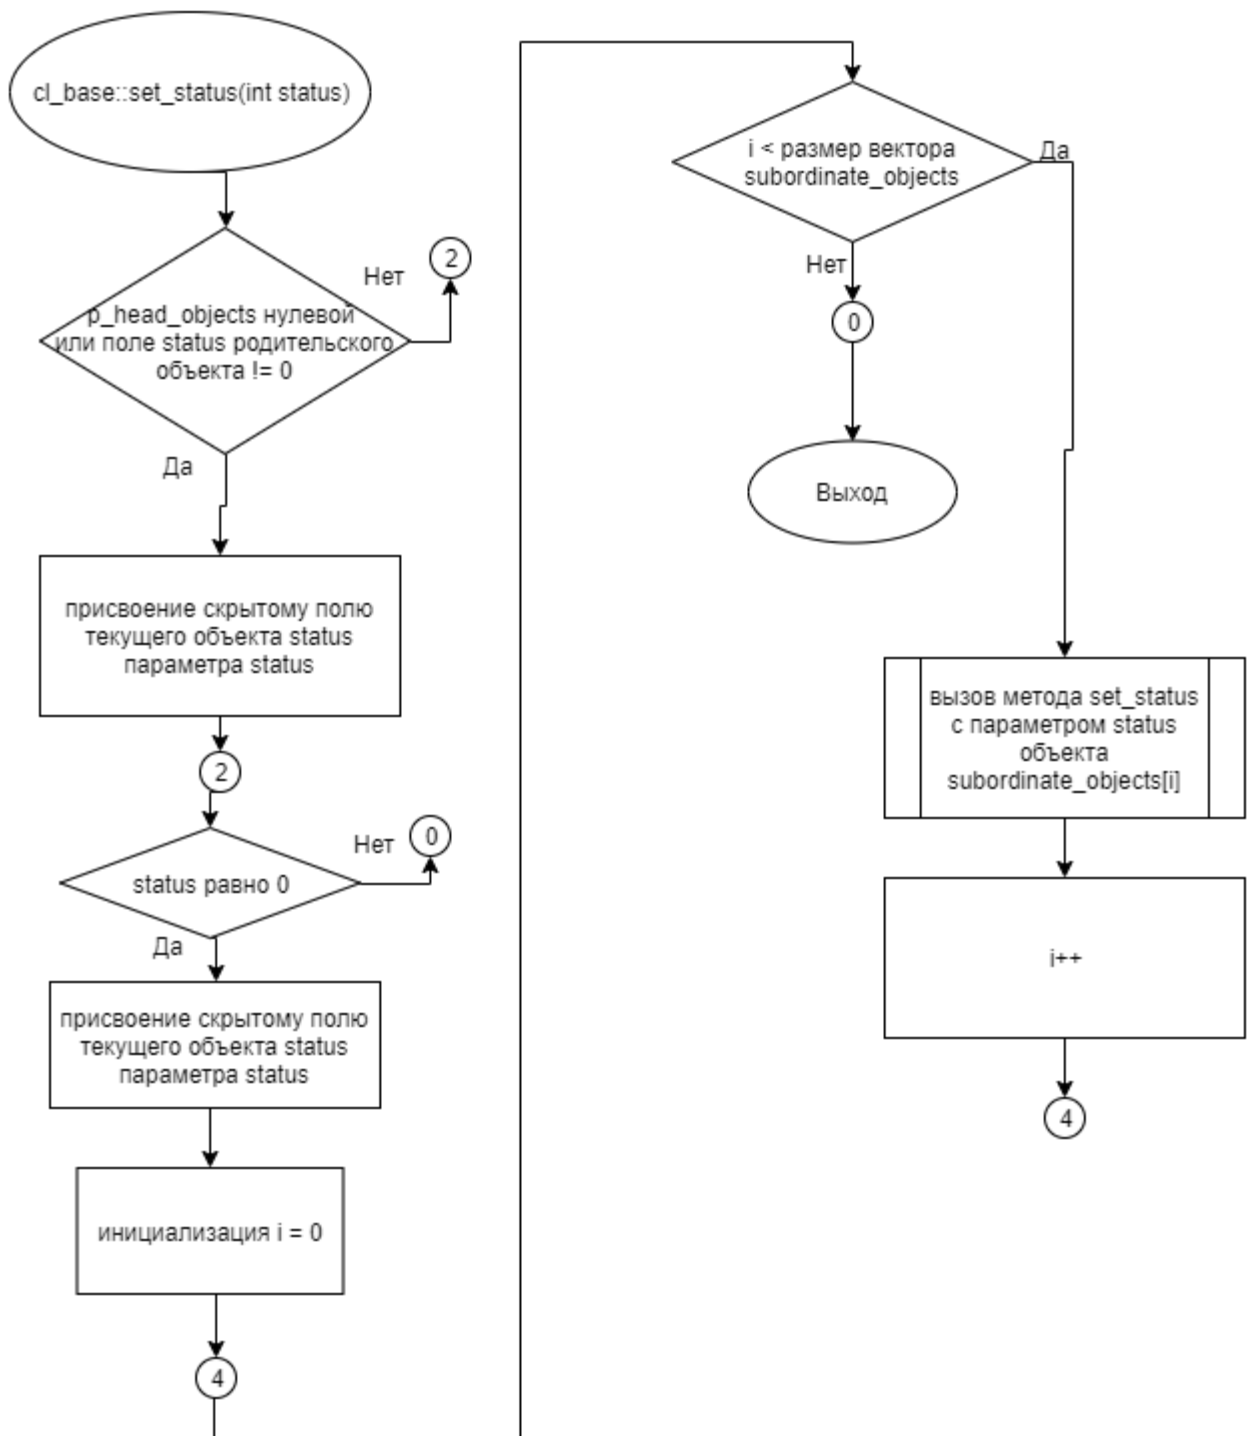 cl_base::set_status(int status)
Нет
2
p_head_objects нулевой
или поле status родительского
объекта != 0
Да
присвоение скрытому полю
текущего объекта status
параметра status
2
status равно 0
Нет
0
Да
присвоение скрытому полю
текущего объекта status
параметра status
инициализация i = 0
4
i < размер вектора
subordinate_objects
Да
Нет
0
Выход
вызов метода set_status
с параметром status
объекта
subordinate_objects[i]
i++
4